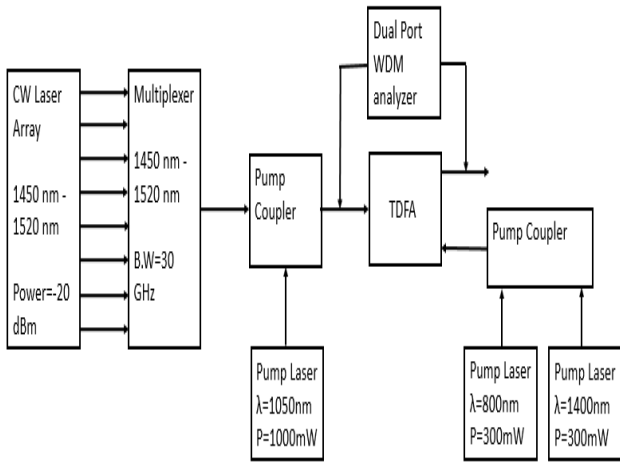 CW Laser
Array
1450 nm -
1520 nm
Power=-20
dBm
Multiplexer
1450 nm -
1520 nm
B.W=30
GHz
Pump
Coupler
Dual Port
WDM
analyzer
TDFA
Pump Coupler
Pump Laser
λ=1050nm
P=1000mW
Pump Laser
λ=800nm
P=300mW
Pump Laser
λ=1400nm
P=300mW